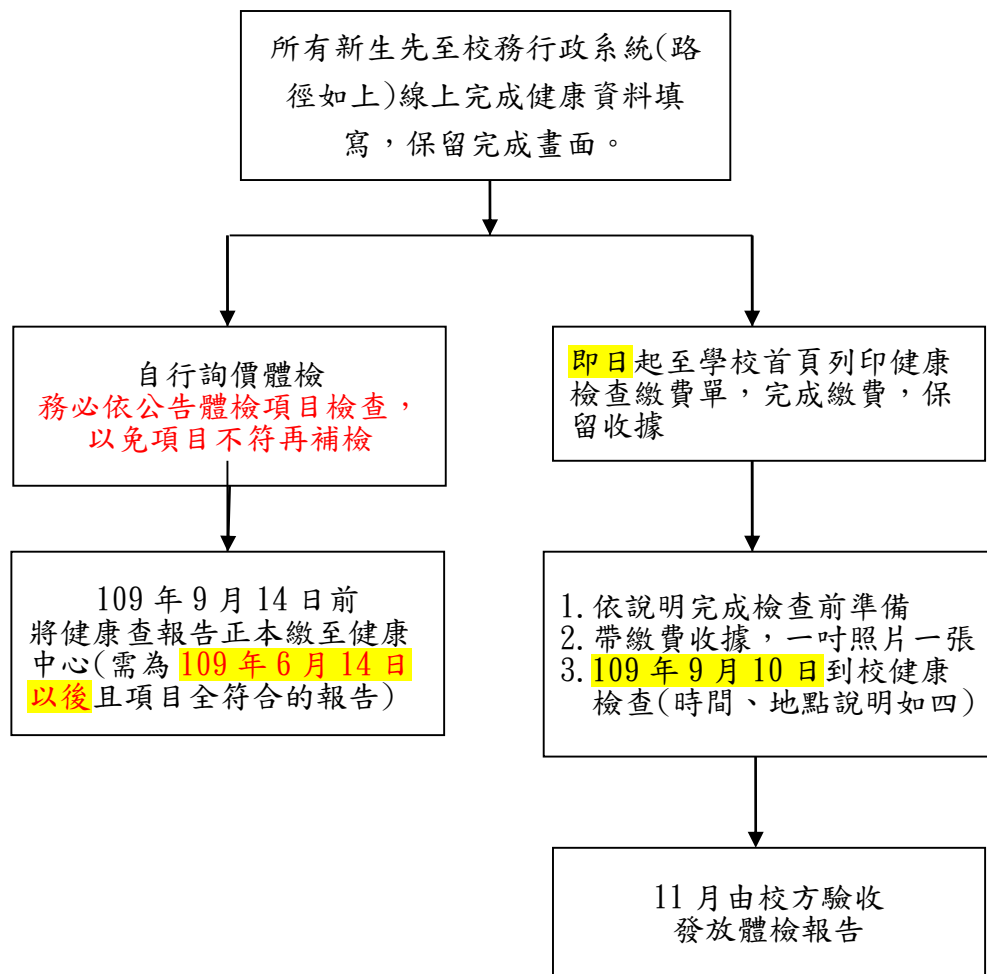 所有新生先至校務行政系統(路
徑如上)線上完成健康資料填
寫，保留完成畫面。
自行詢價體檢
務必依公告體檢項目檢查，
以免項目不符再補檢
即日起至學校首頁列印健康
檢查繳費單，完成繳費，保
留收據
109 年 9 月 14 日前
將健康查報告正本繳至健康
中心(需為 109 年 6 月 14 日
以後且項目全符合的報告)
1. 依說明完成檢查前準備
2. 帶繳費收據，一吋照片一張
3. 109 年 9 月 10 日到校健康
檢查(時間、地點說明如四)
11 月由校方驗收
發放體檢報告